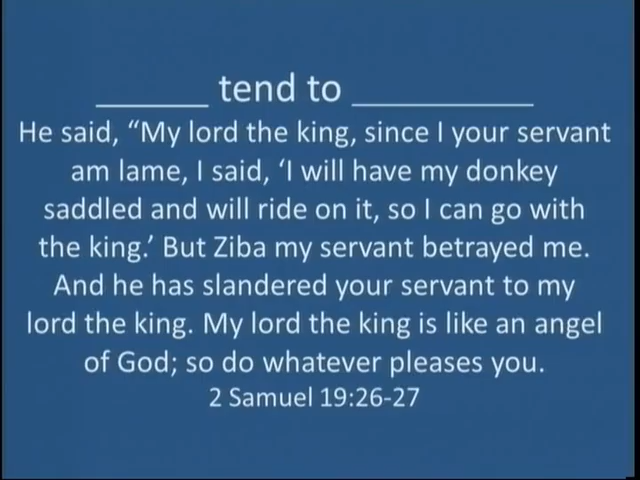 ______ tend to __________
He said, “My lord the king, since I your servant
am lame, I said, ‘I will have my donkey
saddled and will ride on it, so I can go with
the king.’ But Ziba my servant betrayed me.
And he has slandered your servant to my
lord the king. My lord the king is like an angel
of God; so do whatever pleases you.
2 Samuel 19:26-27